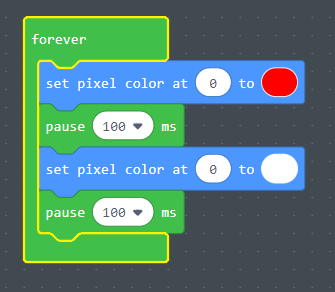 forever
set pixel color at 0 to
pause 100 ms
set pixel color at 0 to
pause 100 ms